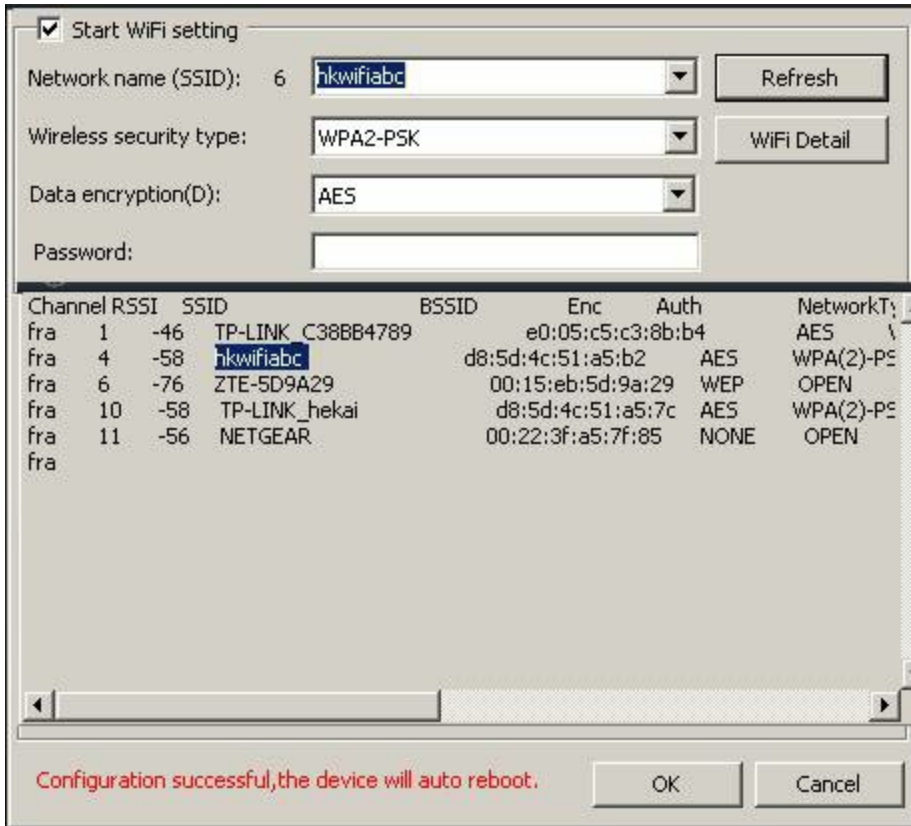 Start WiFi setting
Network name (SSID): 6 hkwifiabc Refresh
Wireless security type: WPA2-PSK WiFi Detail
Data encryption(D): AES
Password:
Channel RSSI SSID BSSID Enc Auth NetworkTy
fra 1 -46 TP-LINK_C38BB4789 e0:05:c5:c3:8b:b4 AES
fra 4 -58 hkwifiabc d8:5d:4c:51:a5:b2 AES WPA(2)-PS
fra 6 -76 ZTE-5D9A29 00:15:eb:5d:9a:29 WEP OPEN
fra 10 -58 TP-LINK_hekai d8:5d:4c:51:a5:7c AES WPA(2)-PS
fra 11 -56 NETGEAR 00:22:3f:a5:7f:85 NONE OPEN
fra
Configuration successful,the device will auto reboot. OK Cancel